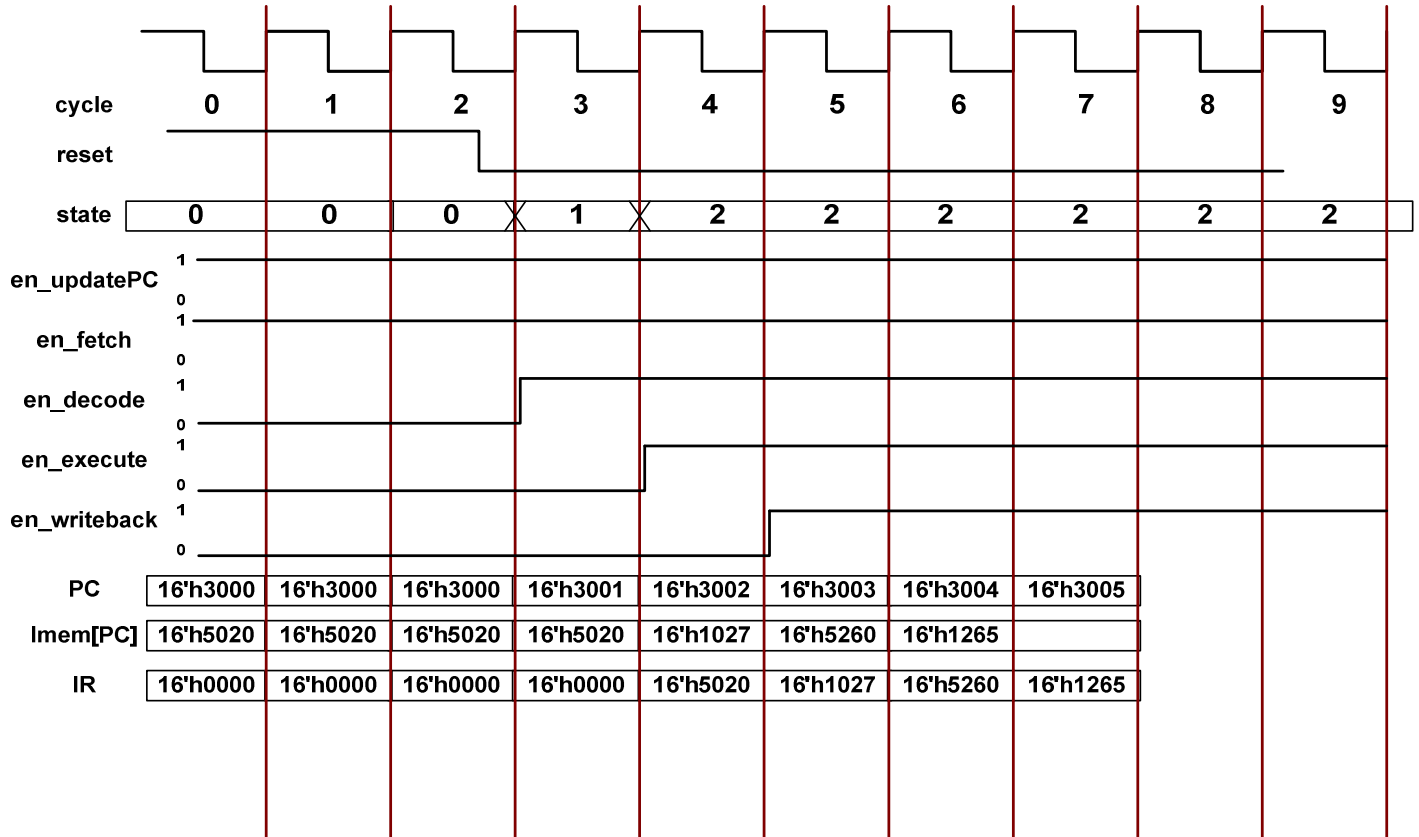 cycle 0 1 2 3 4 5 6 7 8 9
reset
state 0 0 0 1 2 2 2 2 2 2
1
en_updatePC
0
1
en_fetch
0
1
en_decode
0
1
en_execute
0
1
en_writeback
0
PC 16'h3000 16'h3000 16'h3000 16'h3001 16'h3002 16'h3003 16'h3004 16'h3005
Imem[PC] 16'h5020 16'h5020 16'h5020 16'h5020 16'h1027 16'h5260 16'h1265
IR 16'h0000 16'h0000 16'h0000 16'h0000 16'h5020 16'h1027 16'h5260 16'h1265